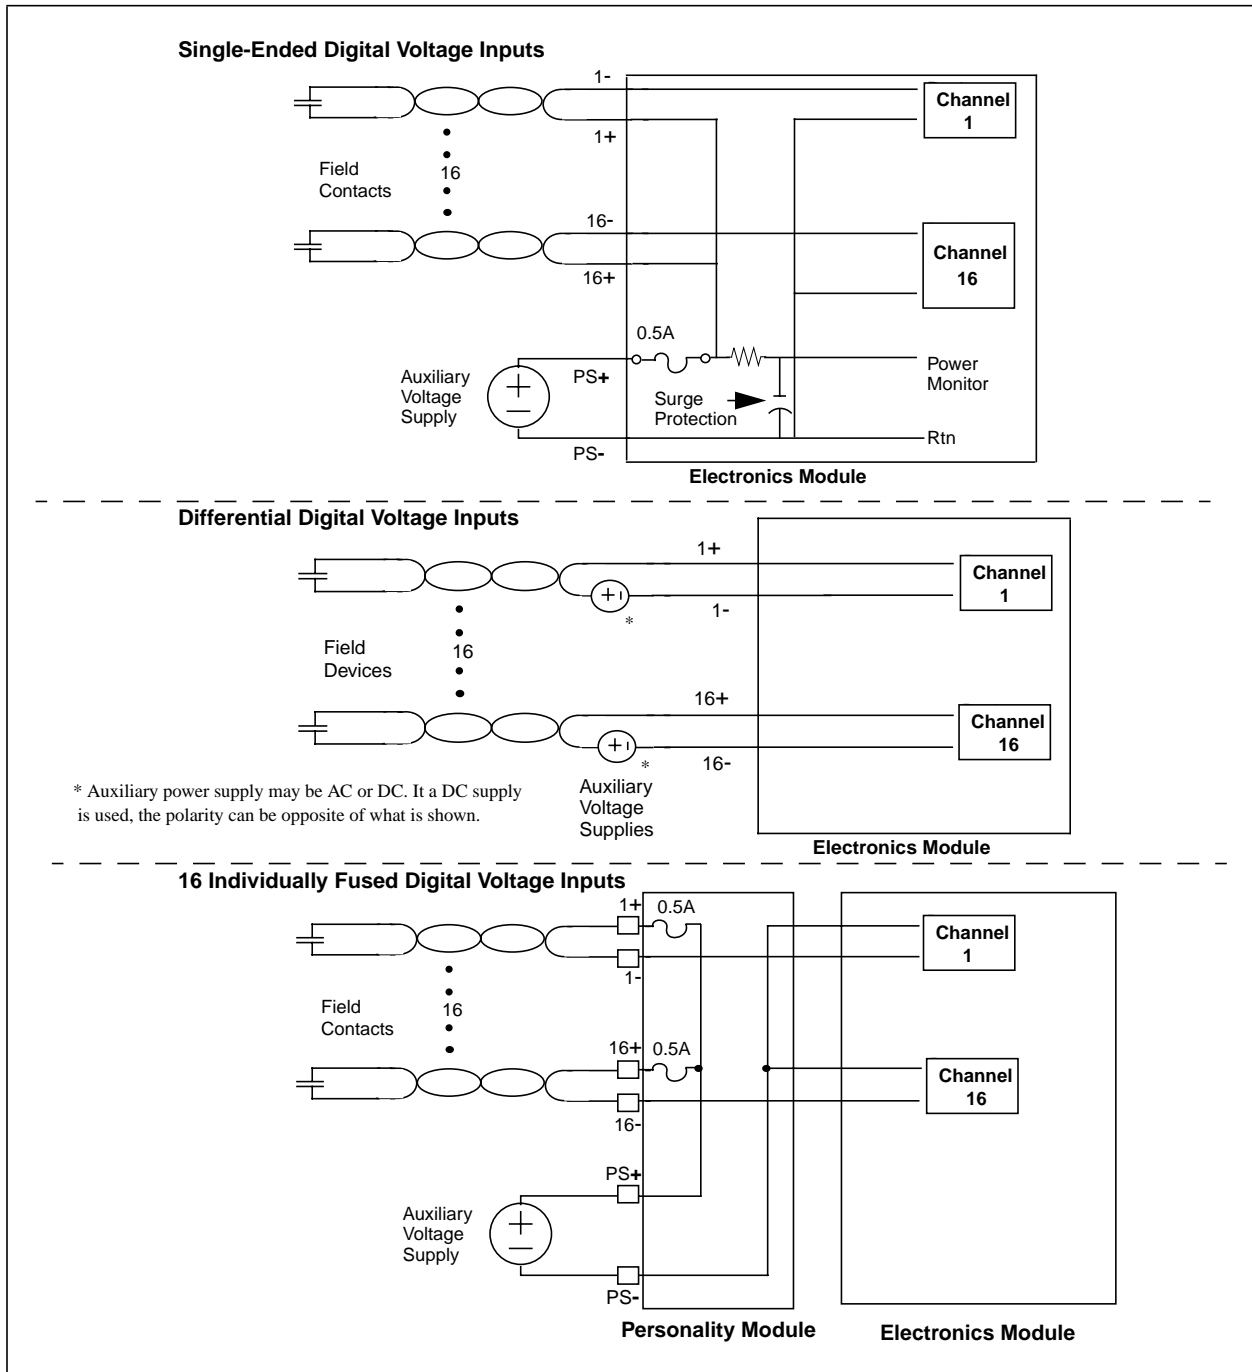 Single-Ended Digital Voltage Inputs
1-
Channel
1
1+
Field
Contacts
16
16-
Channel
16
16+
0.5A
Auxiliary
Voltage
Supply
PS+
Surge
Protection
Power
Monitor
PS-
Rtn
Electronics Module
Differential Digital Voltage Inputs
1+
Channel
1
*
1-
Field
Devices
16
16+
Channel
16
*
16-
* Auxiliary power supply may be AC or DC. It a DC supply
is used, the polarity can be opposite of what is shown.
Auxiliary
Voltage
Supplies
Electronics Module
16 Individually Fused Digital Voltage Inputs
1+
0.5A
Channel
1
1-
Field
Contacts
16
16+
0.5A
Channel
16
16-
PS+
Auxiliary
Voltage
Supply
PS-
Personality Module
Electronics Module